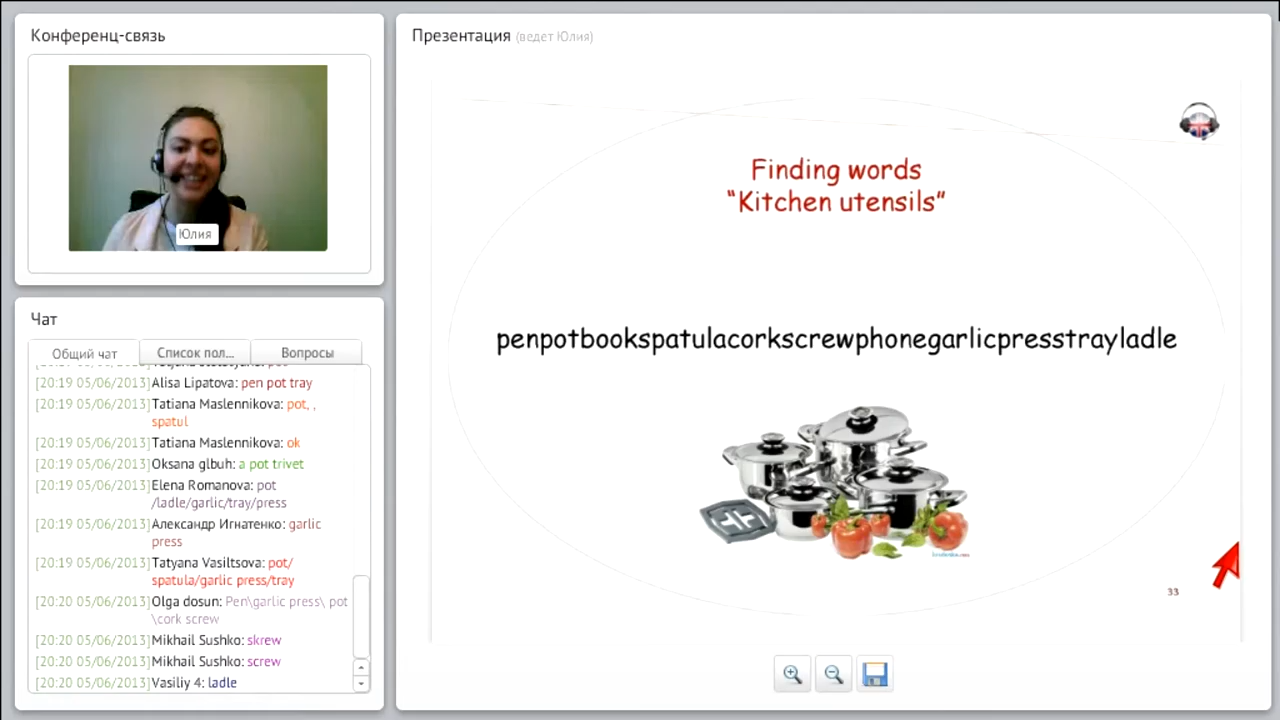 Конференц-связь
Юлия
Чат
Общий чат
Список пол...
Вопросы
[20:19 05/06/2013] Alisa Lipatova: pen pot tray
[20:19 05/06/2013] Tatiana Maslennikova: pot, ,
spatul
[20:19 05/06/2013] Tatiana Maslennikova: ok
[20:19 05/06/2013] Oksana glbuh: a pot trivet
[20:19 05/06/2013] Elena Romanova: pot
/ladle/garlic/tray/press
[20:19 05/06/2013] Александр Игнатенко: garlic
press
[20:19 05/06/2013] Tatyana Vasiltsova: pot/
spatula/garlic press/tray
[20:20 05/06/2013] Olga dosun: Pen\garlic press\ pot
\cork screw
[20:20 05/06/2013] Mikhail Sushko: skrew
[20:20 05/06/2013] Mikhail Sushko: screw
[20:20 05/06/2013] Vasiliy 4: ladle
Презентация (ведет Юлия)
Finding words
“Kitchen utensils”
penpotbookspatulacorkscrewphonegarlicpresstrayladle
33